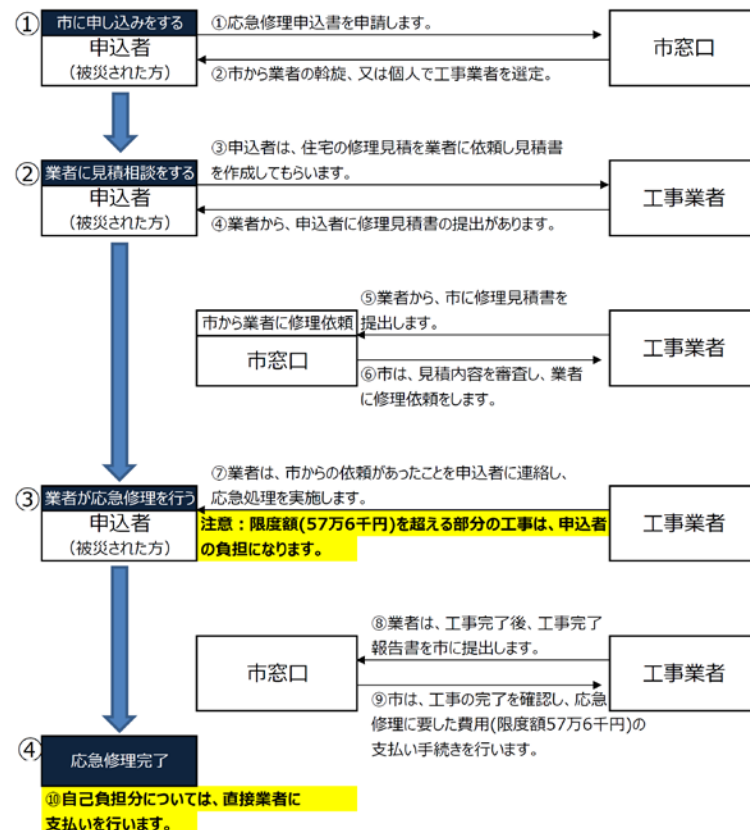 ①
市に申し込みをする
申込者
(被災された方)
①応急修理申込書を申請します。
②市から業者の斡旋、又は個人で工事業者を選定。
市窓口
②
業者に見積相談をする
申込者
(被災された方)
③申込者は、住宅の修理見積を業者に依頼し見積書
を作成してもらいます。
④業者から、申込者に修理見積書の提出があります。
工事業者
市から業者に修理依頼
市窓口
⑤業者から、市に修理見積書を
提出します。
⑥市は、見積内容を審査し、業者
に修理依頼をします。
工事業者
③
業者が応急修理を行う
申込者
(被災された方)
⑦業者は、市からの依頼があったことを申込者に連絡し、
応急処理を実施します。
注意：限度額(57万6千円)を超える部分の工事は、申込者
の負担になります。
工事業者
市窓口
⑧業者は、工事完了後、工事完了
報告書を市に提出します。
⑨市は、工事の完了を確認し、応急
修理に要した費用(限度額57万6千円)の
支払い手続きを行います。
工事業者
④
応急修理完了
⑩自己負担分については、直接業者に
支払いを行います。